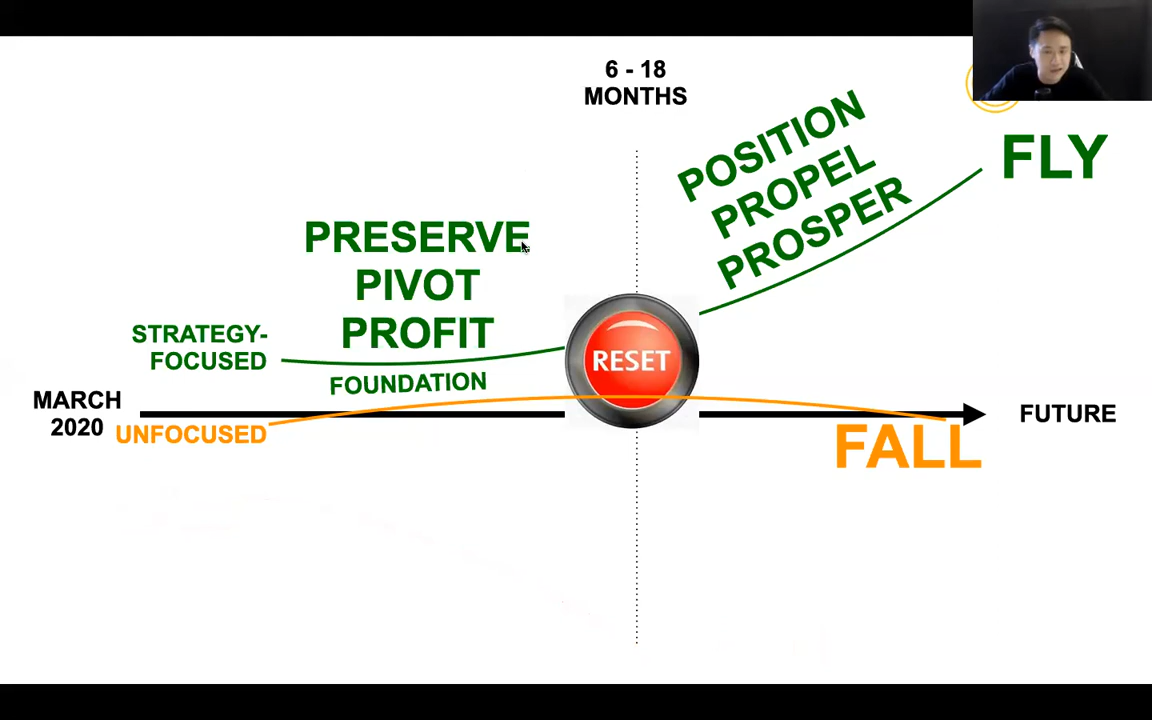 6 - 18
MONTHS
POSITION
PROPEL
PROSPER
FLY
PRESERVE
PIVOT
PROFIT
STRATEGY-
FOCUSED
FOUNDATION
RESET
MARCH
2020
UNFOCUSED
FUTURE
FALL